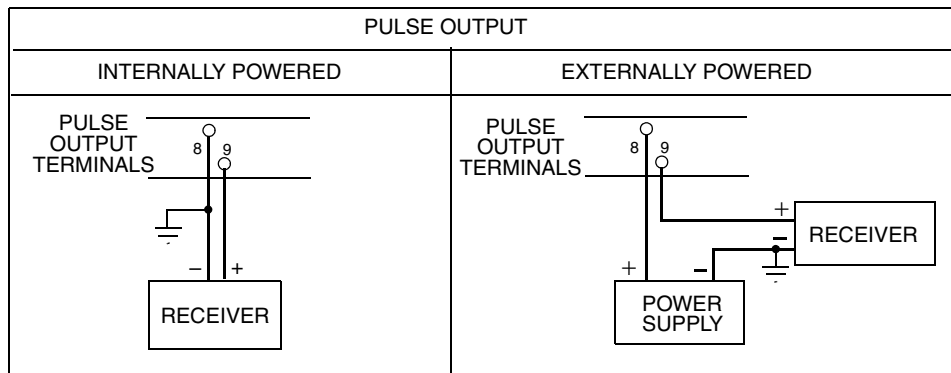 PULSE OUTPUT
INTERNALLY POWERED
EXTERNALLY POWERED
PULSE
OUTPUT
TERMINALS
8 9
− +
RECEIVER
PULSE
OUTPUT
TERMINALS
8 9
+
−
RECEIVER
+ −
POWER
SUPPLY